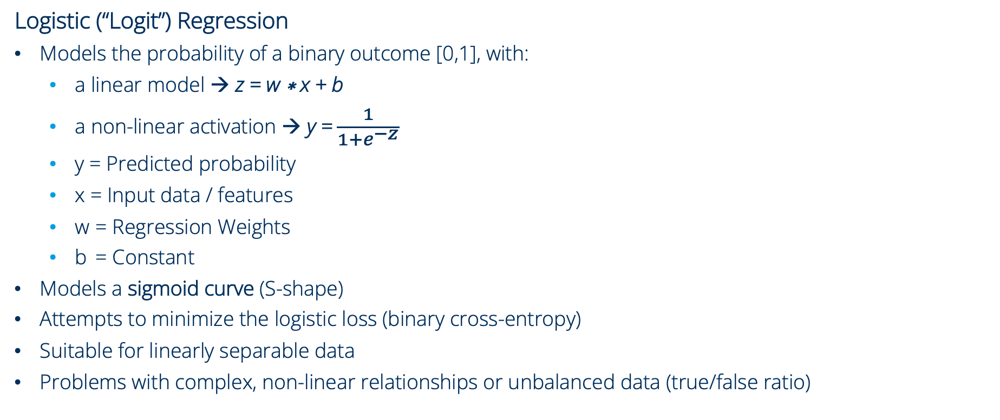 Logistic (“Logit”) Regression
• Models the probability of a binary outcome [0,1], with:
• a linear model → z = w * x + b
• a non-linear activation → y = 1 / 1+e^−z
• y = Predicted probability
• x = Input data / features
• w = Regression Weights
• b = Constant
• Models a sigmoid curve (S-shape)
• Attempts to minimize the logistic loss (binary cross-entropy)
• Suitable for linearly separable data
• Problems with complex, non-linear relationships or unbalanced data (true/false ratio)